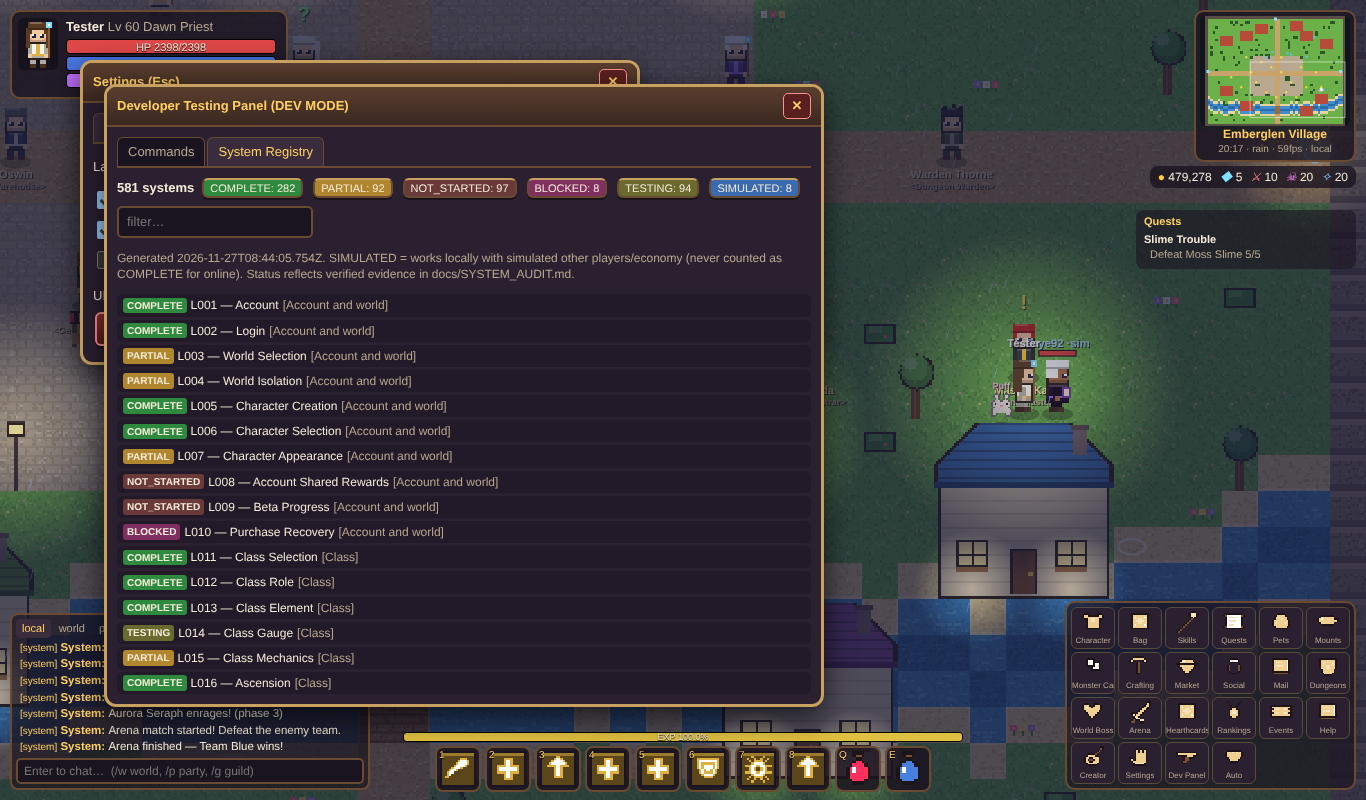 Tester Lv 60 Dawn Priest
HP 2398/2398
?
Settings (Esc)
×
Developer Testing Panel (DEV MODE)
×
Commands
System Registry
581 systems
COMPLETE: 282
PARTIAL: 92
NOT_STARTED: 97
BLOCKED: 8
TESTING: 94
SIMULATED: 8
filter…
Generated 2026-11-27T08:44:05.754Z. SIMULATED = works locally with simulated other players/economy (never counted as
COMPLETE for online). Status reflects verified evidence in docs/SYSTEM_AUDIT.md.
COMPLETE L001 — Account [Account and world]
COMPLETE L002 — Login [Account and world]
PARTIAL L003 — World Selection [Account and world]
PARTIAL L004 — World Isolation [Account and world]
COMPLETE L005 — Character Creation [Account and world]
COMPLETE L006 — Character Selection [Account and world]
PARTIAL L007 — Character Appearance [Account and world]
NOT_STARTED L008 — Account Shared Rewards [Account and world]
NOT_STARTED L009 — Beta Progress [Account and world]
BLOCKED L010 — Purchase Recovery [Account and world]
COMPLETE L011 — Class Selection [Class]
COMPLETE L012 — Class Role [Class]
COMPLETE L013 — Class Element [Class]
TESTING L014 — Class Gauge [Class]
PARTIAL L015 — Class Mechanics [Class]
COMPLETE L016 — Ascension [Class]
Oswin
Warden Thorne
<Dungeon Warden>
Emberglen Village
20:17 · rain · 59fps · local
479,278
5
10
20
20
Quests
Slime Trouble
Defeat Moss Slime 5/5
!
Tester
local
world
[system] System:
[system] System:
[system] System:
[system] System:
[system] System: Aurora Seraph enrages! (phase 3)
[system] System: Arena match started! Defeat the enemy team.
[system] System: Arena finished — Team Blue wins!
Enter to chat… (/w world, /p party, /g guild)
EXP 100.0%
1
2
3
4
5
6
7
8
Q
E
Character
Bag
Skills
Quests
Pets
Mounts
Monster Ca
Crafting
Market
Social
Mail
Dungeons
World Boss
Arena
Hearthcards
Rankings
Events
Help
Creator
Settings
Dev Panel
Auto